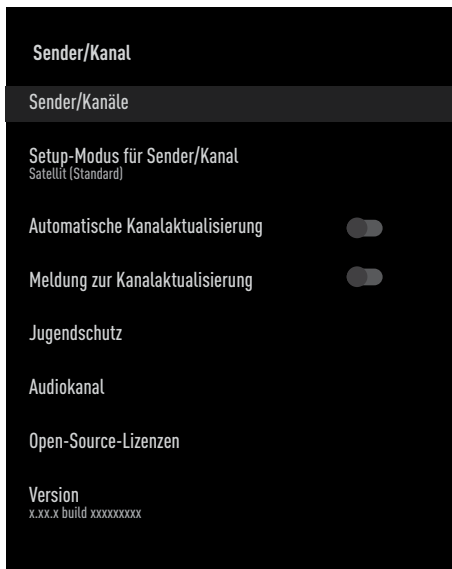 Sender/Kanal
Sender/Kanäle
Setup-Modus für Sender/Kanal
Satellit (Standard)
Automatische Kanalaktualisierung
Meldung zur Kanalaktualisierung
Jugendschutz
Audiokanal
Open-Source-Lizenzen
Version
x.xx.x build xxxxxxxxx